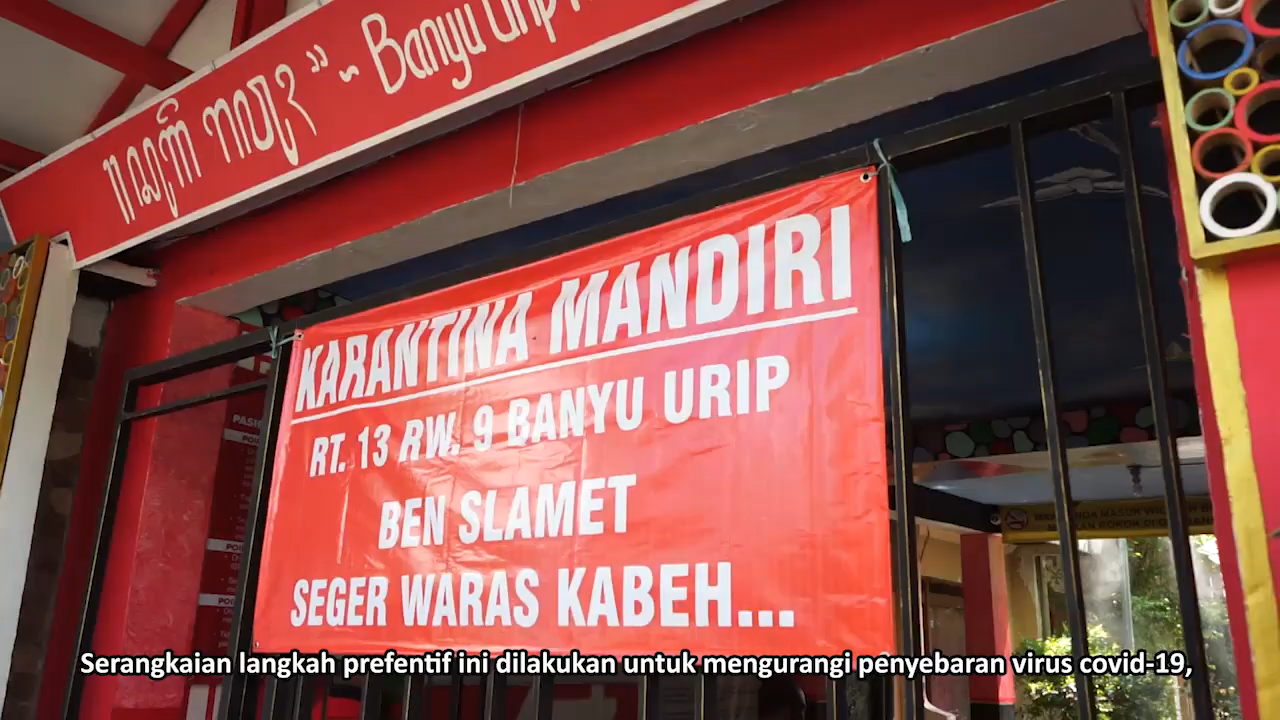 ~ Banyu Urip
KARANTINA MANDIRI
RT. 13 RW. 9 BANYU URIP
BEN SLAMET
SEGER WARAS KABEH...
Serangkaian langkah prefentif ini dilakukan untuk mengurangi penyebaran virus covid-19,